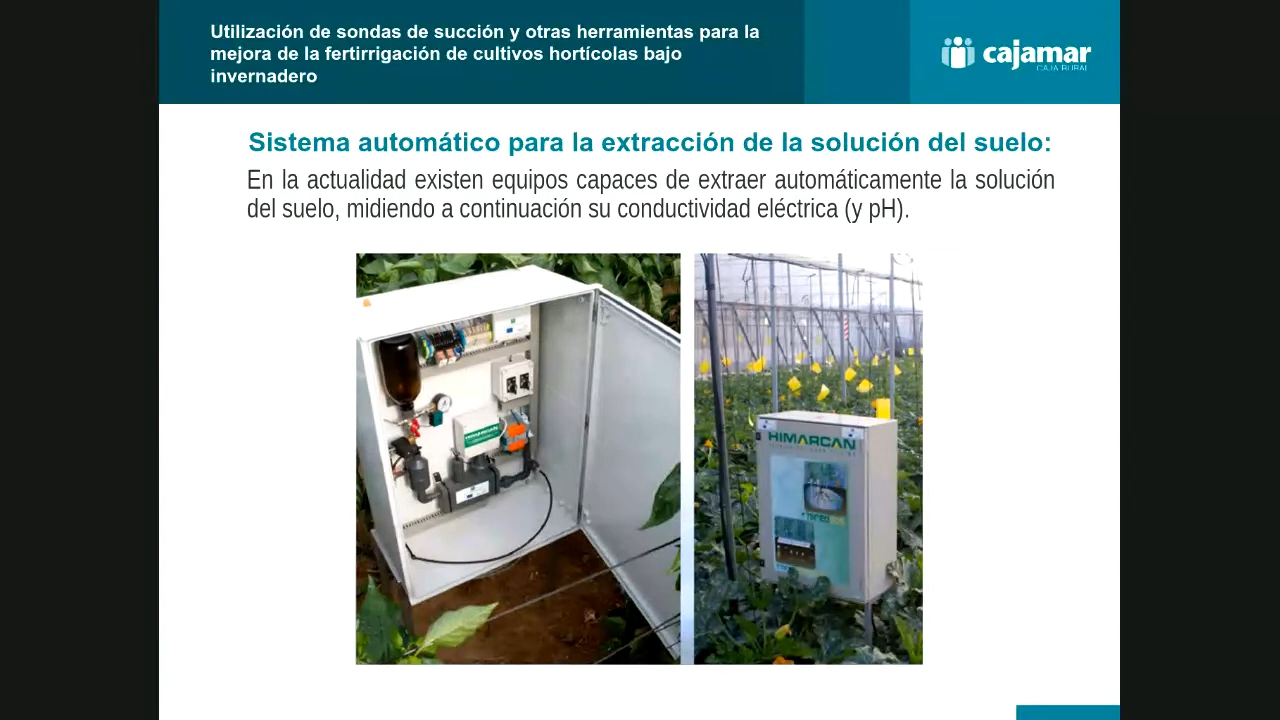 Utilización de sondas de succión y otras herramientas para la
mejora de la fertirrigación de cultivos hortícolas bajo
invernadero
cajamar
CAJA RURAL
Sistema automático para la extracción de la solución del suelo:
En la actualidad existen equipos capaces de extraer automáticamente la solución
del suelo, midiendo a continuación su conductividad eléctrica (y pH).
HIMARCAN
HIMARCAN